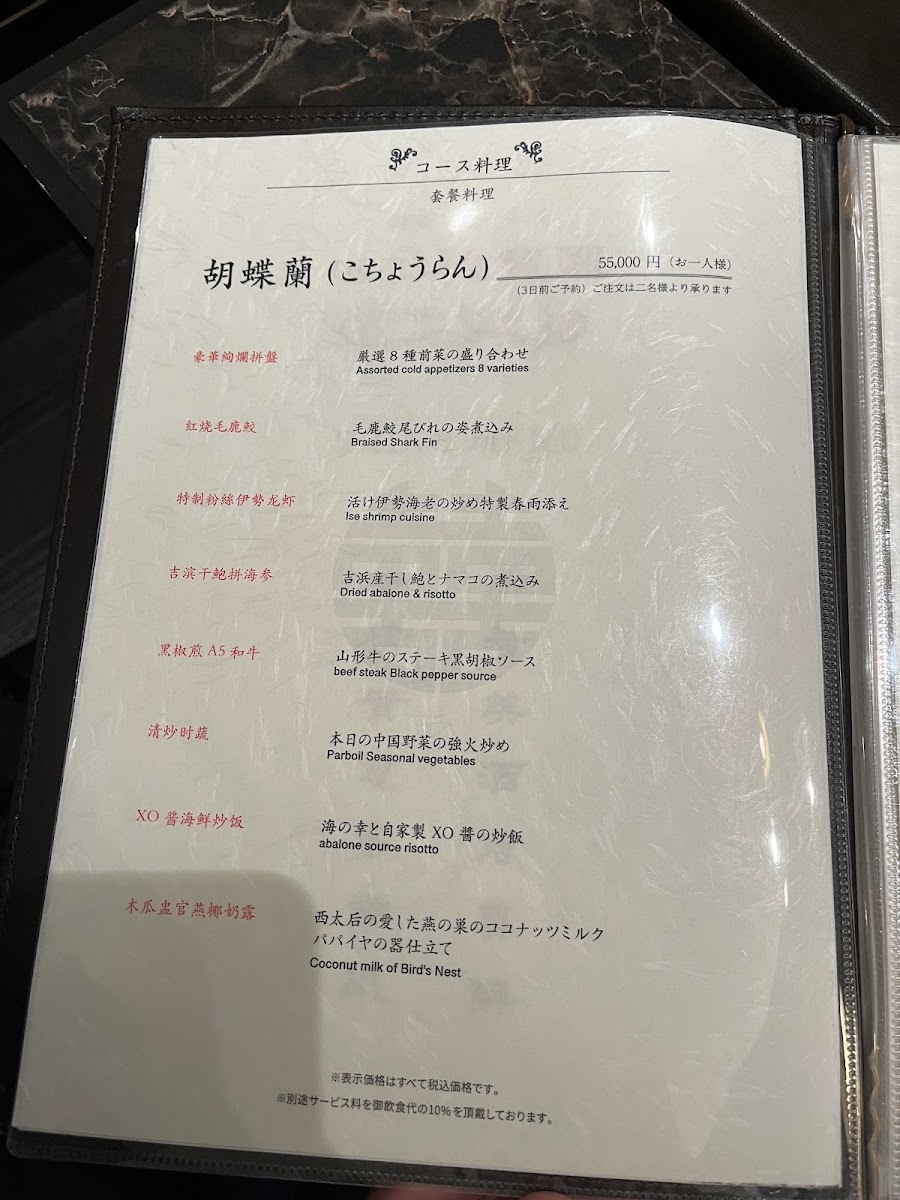 コース料理
套餐料理
胡蝶蘭 (こちょうらん)
55,000 円 (お一人様)
(3日前ご予約) ご注文は二名様より承ります
豪華絢爛拼盤
厳選 8 種前菜の盛り合わせ
Assorted cold appetizers 8 varieties
红烧毛鹿鮫
毛鹿鮫尾びれの姿煮込み
Braised Shark Fin
特制粉絲伊勢龙虾
活け伊勢海老の炒め特製春雨添え
Ise shrimp cuisine
吉浜干鲍拼海参
吉浜産干し鮑とナマコの煮込み
Dried abalone & risotto
黒椒煎 A5 和牛
山形牛のステーキ黒胡椒ソース
beef steak Black pepper source
清炒时蔬
本日の中国野菜の強火炒め
Parboil Seasonal vegetables
XO 醤海鮮炒饭
海の幸と自家製 XO 醬の炒飯
abalone source risotto
木瓜盅官燕椰奶露
西太后の愛した燕の巣のココナッツミルク
パパイヤの器仕立て
Coconut milk of Bird's Nest
※表示価格はすべて税込価格です。
※別途サービス料を御飲食代の10%を頂戴しております。